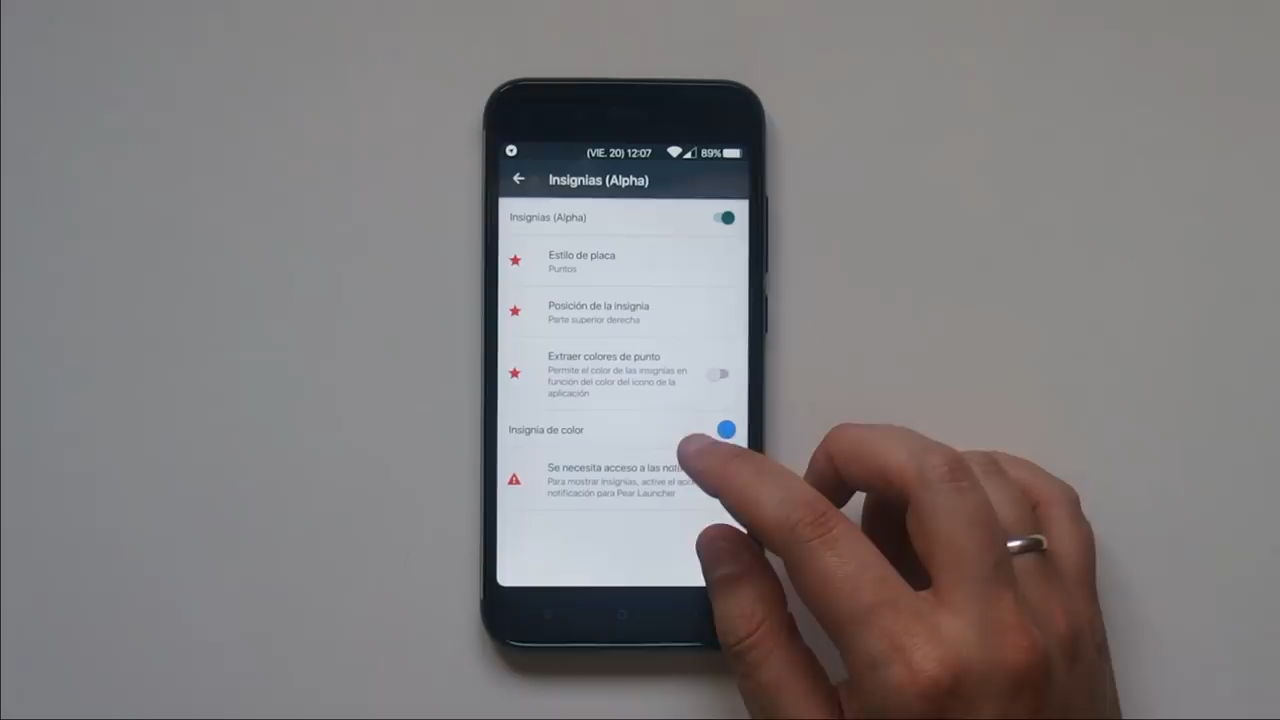 (VIE. 20) 12:07 89%
Insignias (Alpha)
Insignias (Alpha)
Estilo de placa
Puntos
Posición de la insignia
Parte superior derecha
Extraer colores de punto
Permite el color de las insignias en
función del color del icono de la
aplicación
Insignia de color
Se necesita acceso a las
Para mostrar insignias, active el
notificación para Pear Launcher